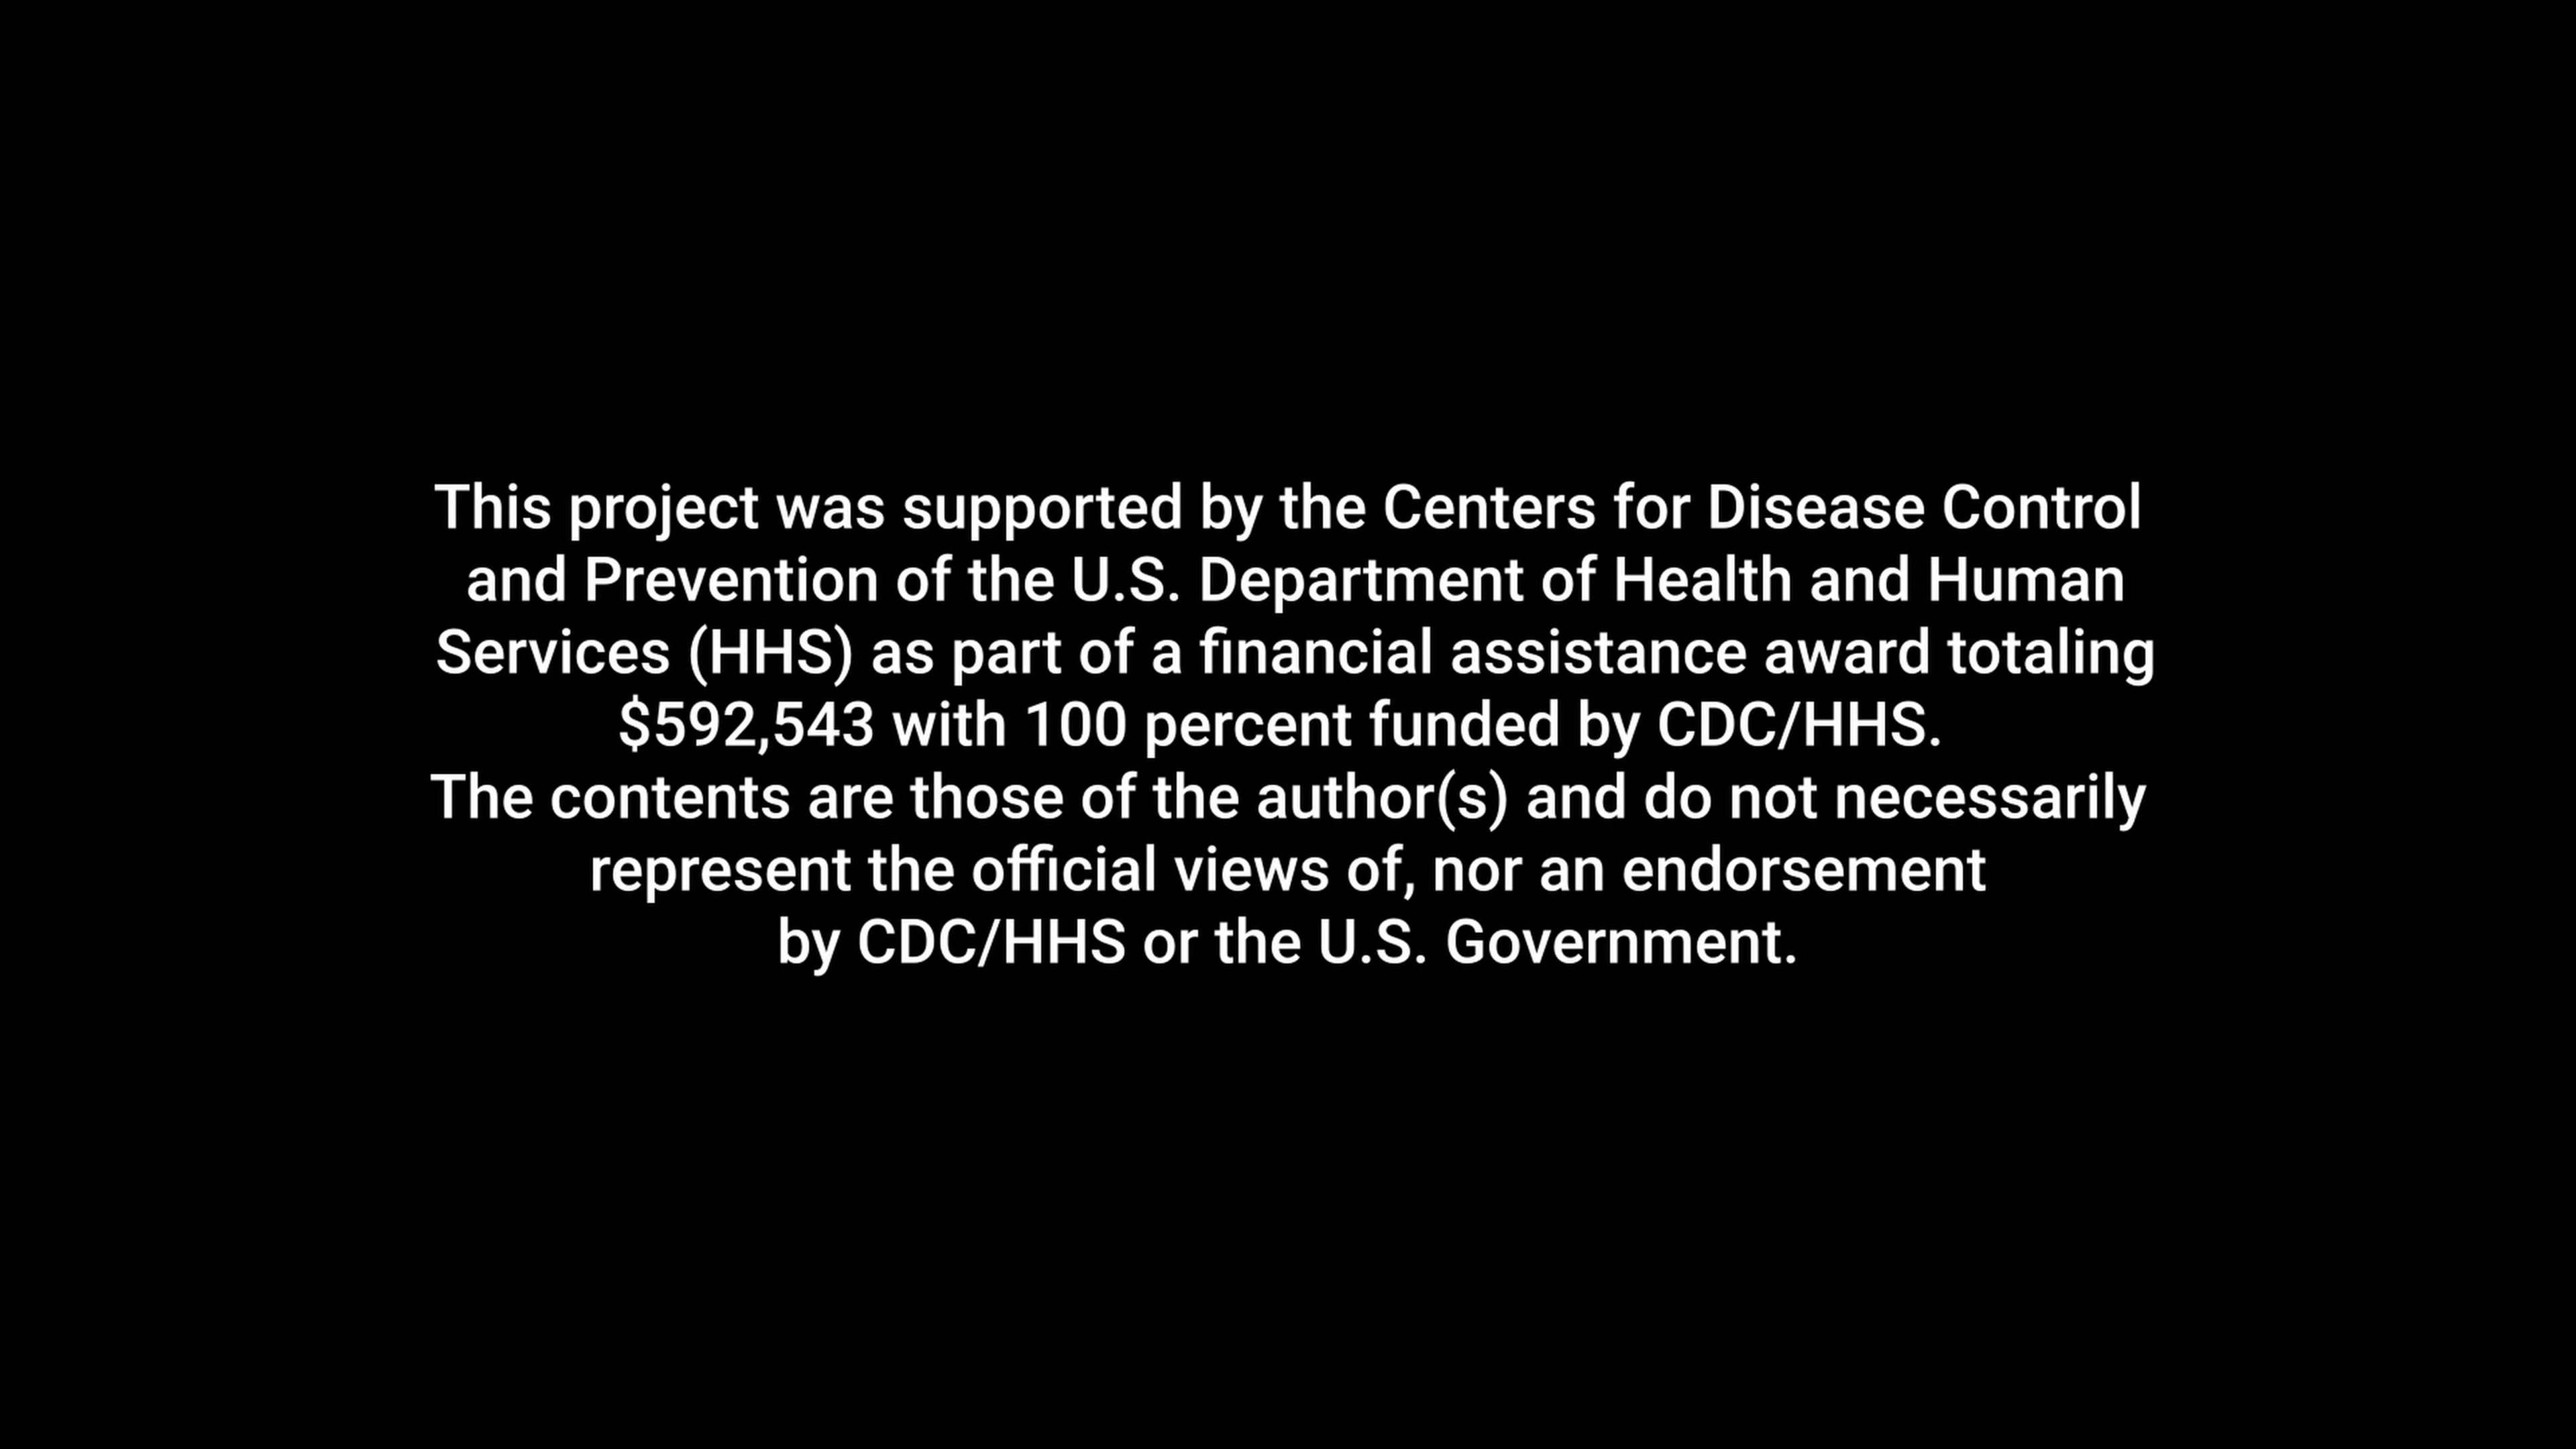 This project was supported by the Centers for Disease Control
and Prevention of the U.S. Department of Health and Human
Services (HHS) as part of a financial assistance award totaling
$592,543 with 100 percent funded by CDC/HHS.
The contents are those of the author(s) and do not necessarily
represent the official views of, nor an endorsement
by CDC/HHS or the U.S. Government.